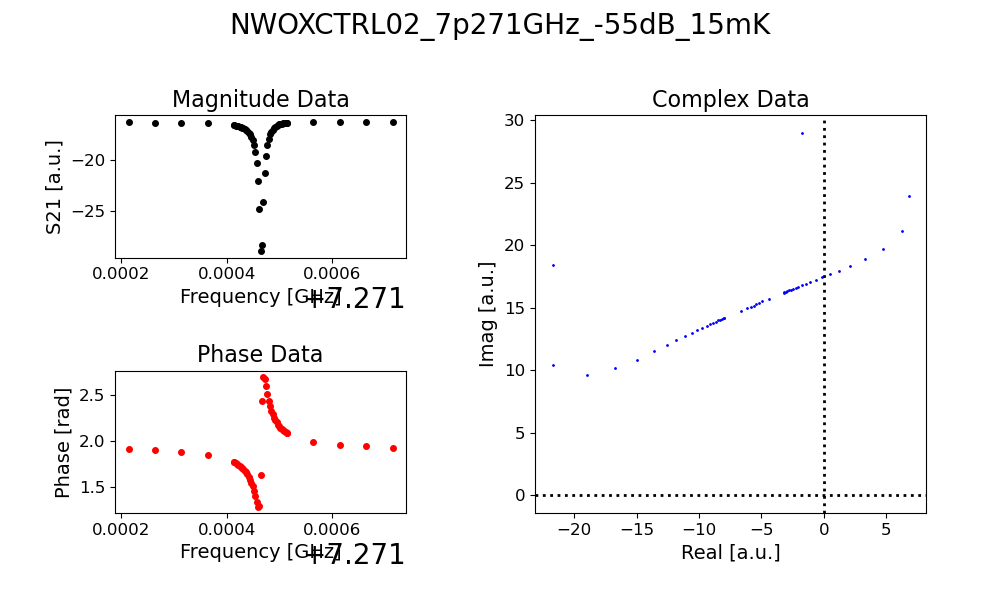 NWOXCTRL02_7p271GHz_-55dB_15mK
Magnitude Data
S21 [a.u.]
−20
−25
0.0002 0.0004 0.0006
Frequency [GHz]
+7.271
Phase Data
Phase [rad]
2.5
2.0
1.5
0.0002 0.0004 0.0006
Frequency [GHz]
+7.271
Complex Data
Imag [a.u.]
30
25
20
15
10
5
0
−20 −15 −10 −5 0 5
Real [a.u.]